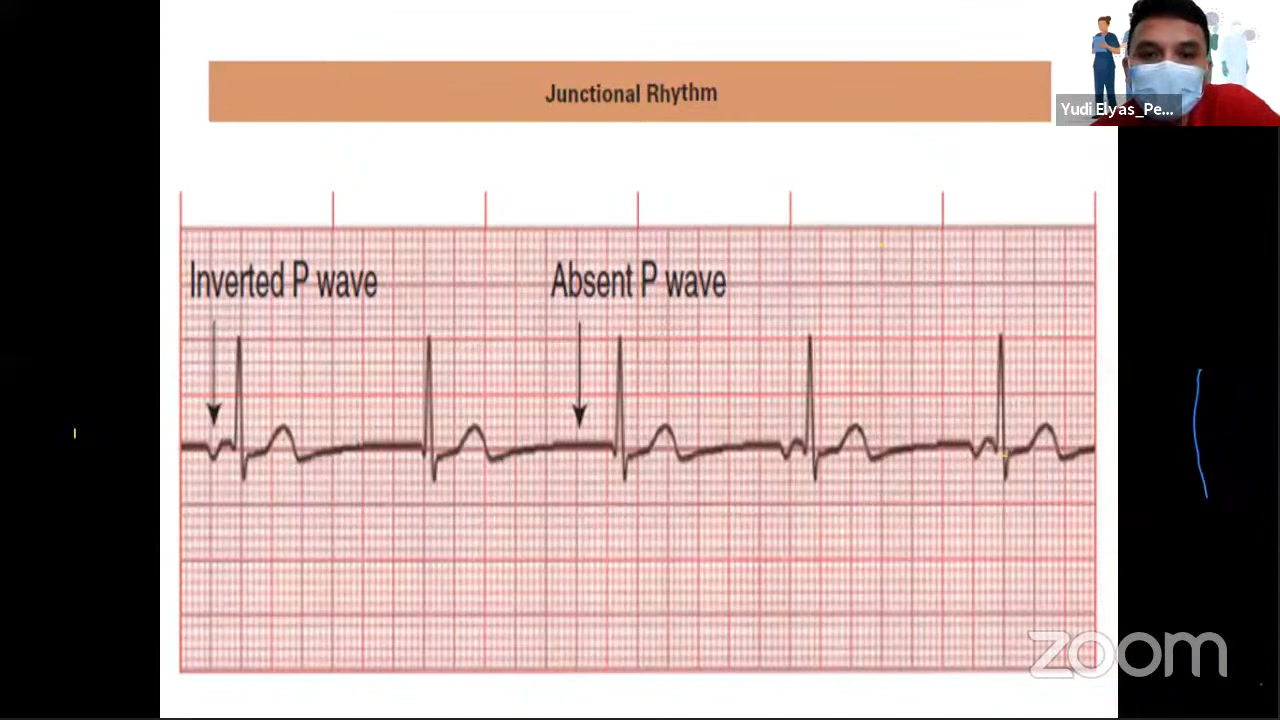 Junctional Rhythm
Yudi Elyas_Pe...
Inverted P wave
Absent P wave
zoom